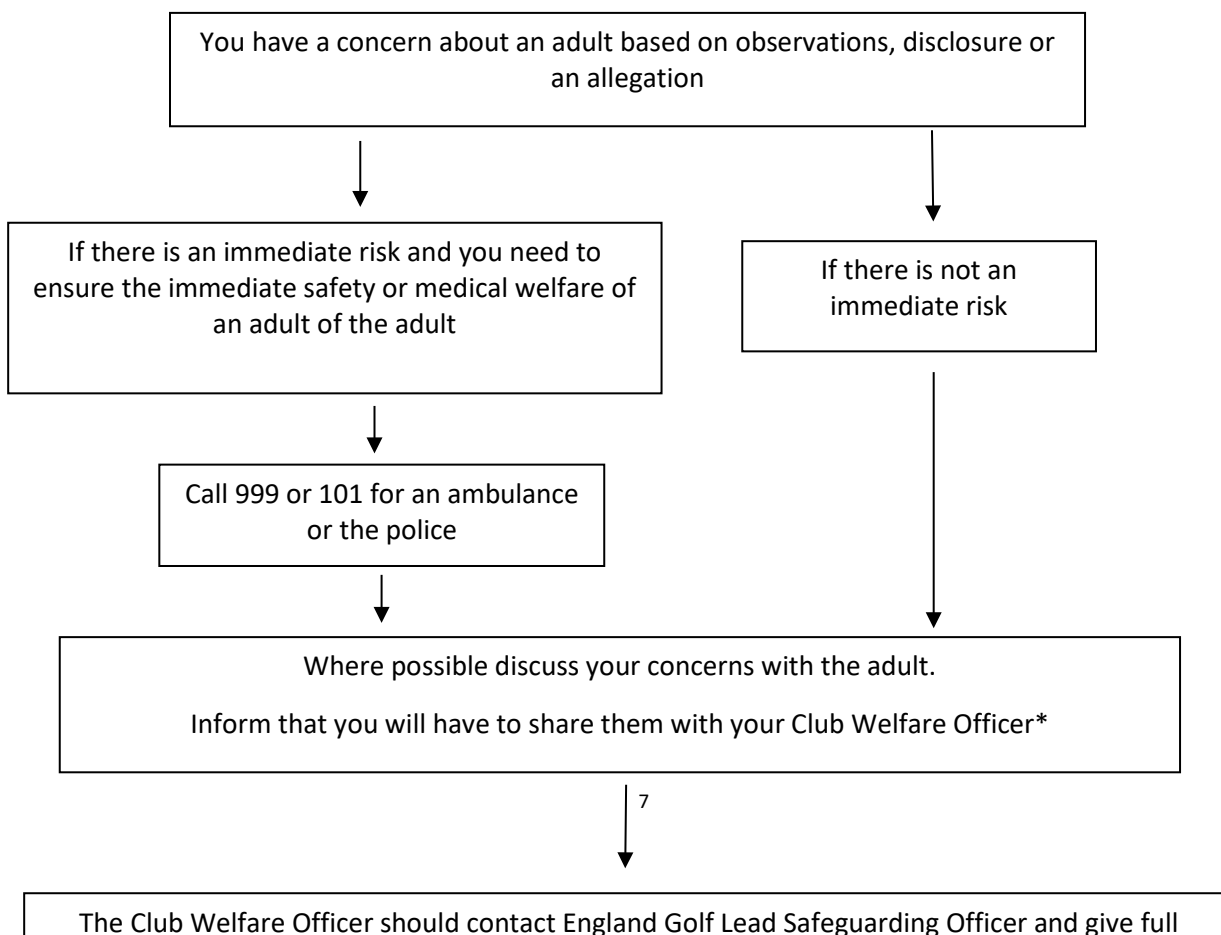 You have a concern about an adult based on observations, disclosure or
an allegation
If there is an immediate risk and you need to
ensure the immediate safety or medical welfare of
an adult of the adult
If there is not an
immediate risk
Call 999 or 101 for an ambulance
or the police
Where possible discuss your concerns with the adult.
Inform that you will have to share them with your Club Welfare Officer*
7
The Club Welfare Officer should contact England Golf Lead Safeguarding Officer and give full